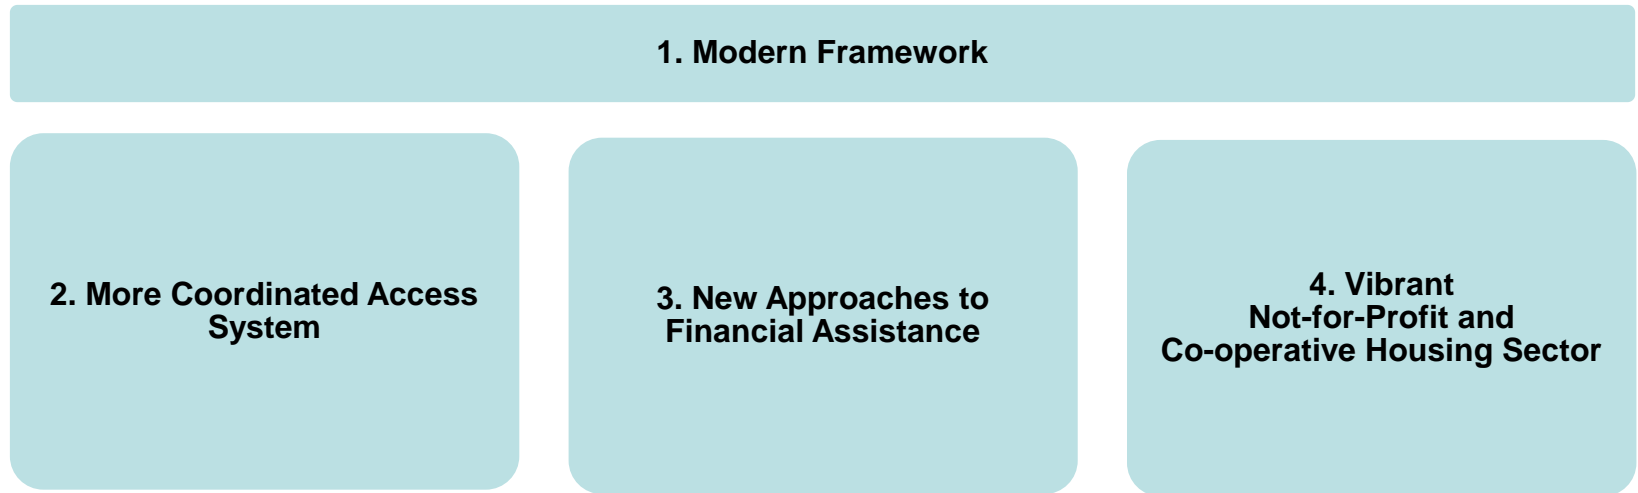 1. Modern Framework
2. More Coordinated Access
System
3. New Approaches to
Financial Assistance
4. Vibrant
Not-for-Profit and
Co-operative Housing Sector